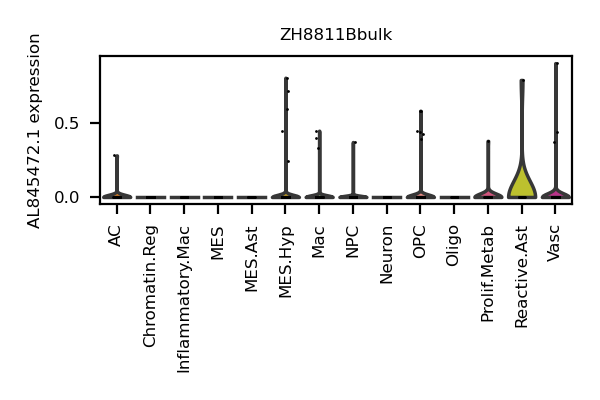 ZH8811Bbulk
AL845472.1 expression
0.5
0.0
AC
Chromatin.Reg
Inflammatory.Mac
MES
MES.Ast
MES.Hyp
Mac
NPC
Neuron
OPC
Oligo
Prolif.Metab
Reactive.Ast
Vasc